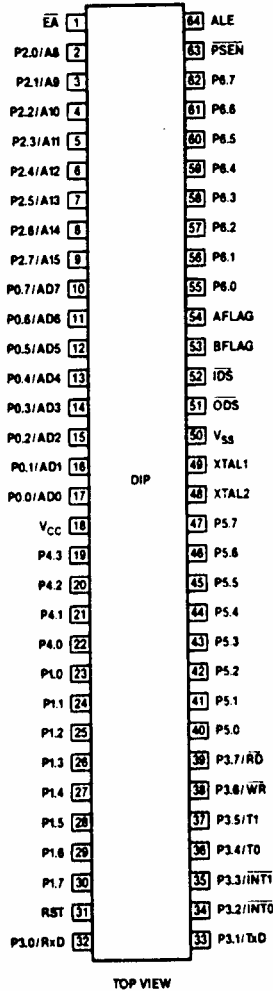 E̅A̅ 1 64 ALE
P2.0/A8 2 63 P̅S̅E̅N̅
P2.1/A9 3 62 P6.7
P2.2/A10 4 61 P6.6
P2.3/A11 5 60 P6.5
P2.4/A12 6 59 P6.4
P2.5/A13 7 58 P6.3
P2.6/A14 8 57 P6.2
P2.7/A15 9 56 P6.1
P0.7/AD7 10 55 P6.0
P0.6/AD6 11 54 AFLAG
P0.5/AD5 12 53 BFLAG
P0.4/AD4 13 52 I̅D̅S̅
P0.3/AD3 14 51 O̅D̅S̅
P0.2/AD2 15 50 VSS
P0.1/AD1 16 49 XTAL1
DIP
P0.0/AD0 17 48 XTAL2
VCC 18 47 P5.7
P4.3 19 46 P5.6
P4.2 20 45 P5.5
P4.1 21 44 P5.4
P4.0 22 43 P5.3
P1.0 23 42 P5.2
P1.1 24 41 P5.1
P1.2 25 40 P5.0
P1.3 26 39 P3.7/R̅D̅
P1.4 27 38 P3.6/W̅R̅
P1.5 28 37 P3.5/T1
P1.6 29 36 P3.4/T0
P1.7 30 35 P3.3/I̅N̅T̅1̅
RST 31 34 P3.2/I̅N̅T̅0̅
P3.0/RxD 32 33 P3.1/TxD
TOP VIEW